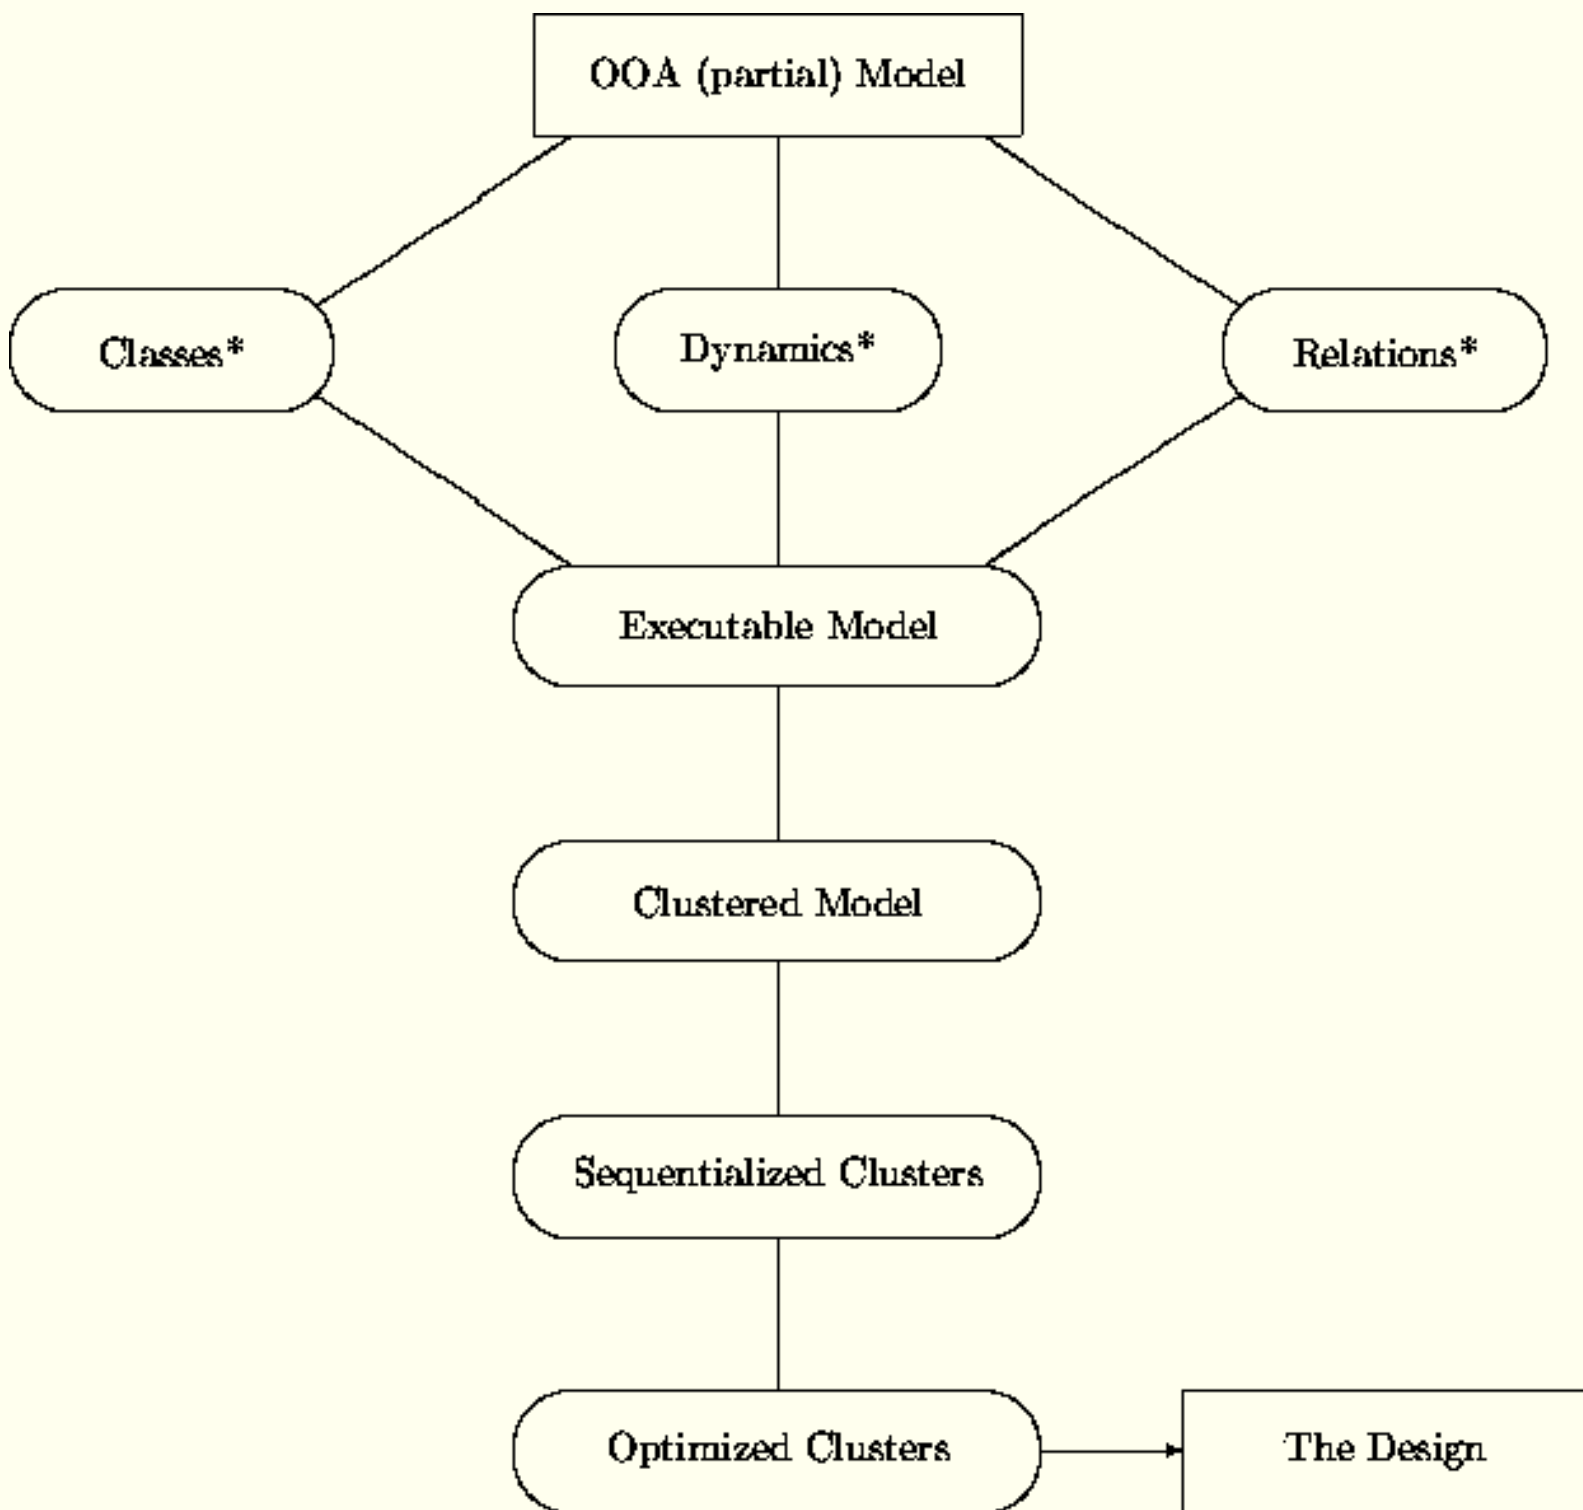 OOA (partial) Model
Classes*
Dynamics*
Relations*
Executable Model
Clustered Model
Sequentialized Clusters
Optimized Clusters
The Design